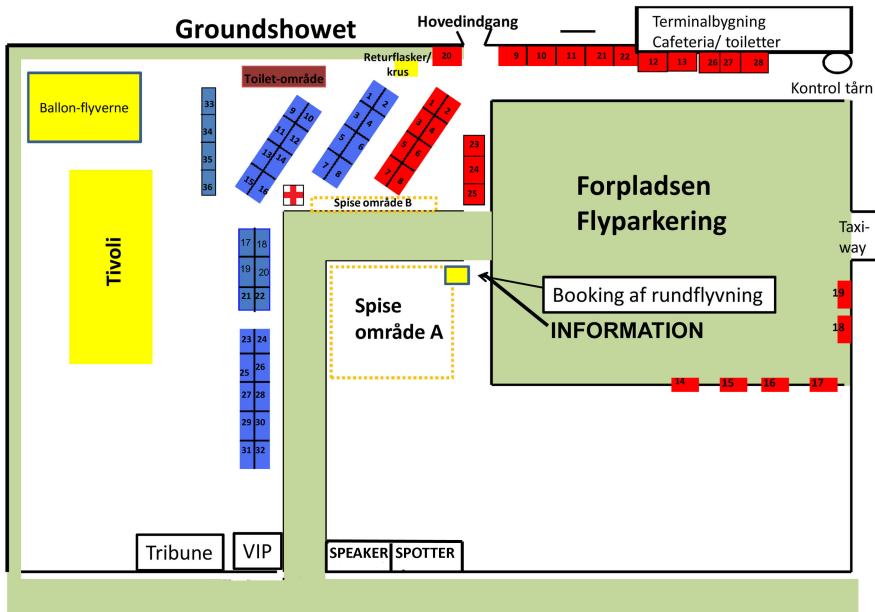 Groundshowet
Hovedindgang
Terminalbygning
Cafeteria/ toiletter
Kontrol tårn
Returflasker/
krus
20
9 10 11 21 22 12 13 26 27 28
Toilet-område
Ballon-flyverne
33
34
35
36
9 10
11 12
13 14
15 16
1 2
3 4
5 6
7 8
1 2
3 4
5 6
7 8
23
24
25
Spise område B
Forpladsen
Flyparkering
Taxi-
way
Tivoli
17 18
19 20
21 22
23 24
25 26
27 28
29 30
31 32
Spise
område A
Booking af rundflyvning
INFORMATION
19
18
14 15 16 17
Tribune
VIP
SPEAKER
SPOTTER